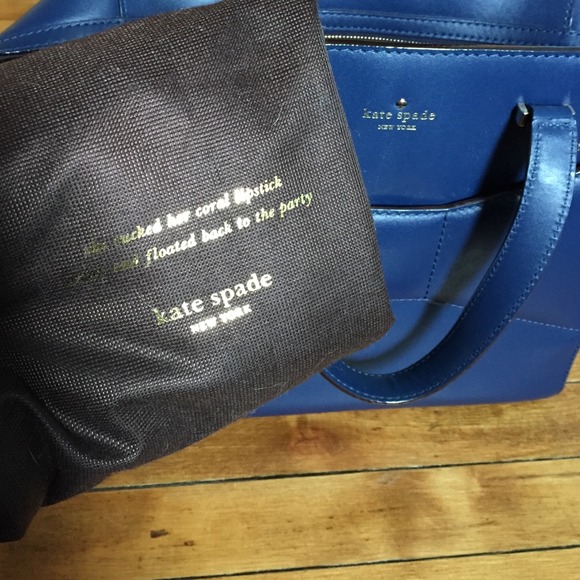 she tucked her coral lipstick
away and floated back to the party
kate spade
NEW YORK
kate spade
NEW YORK